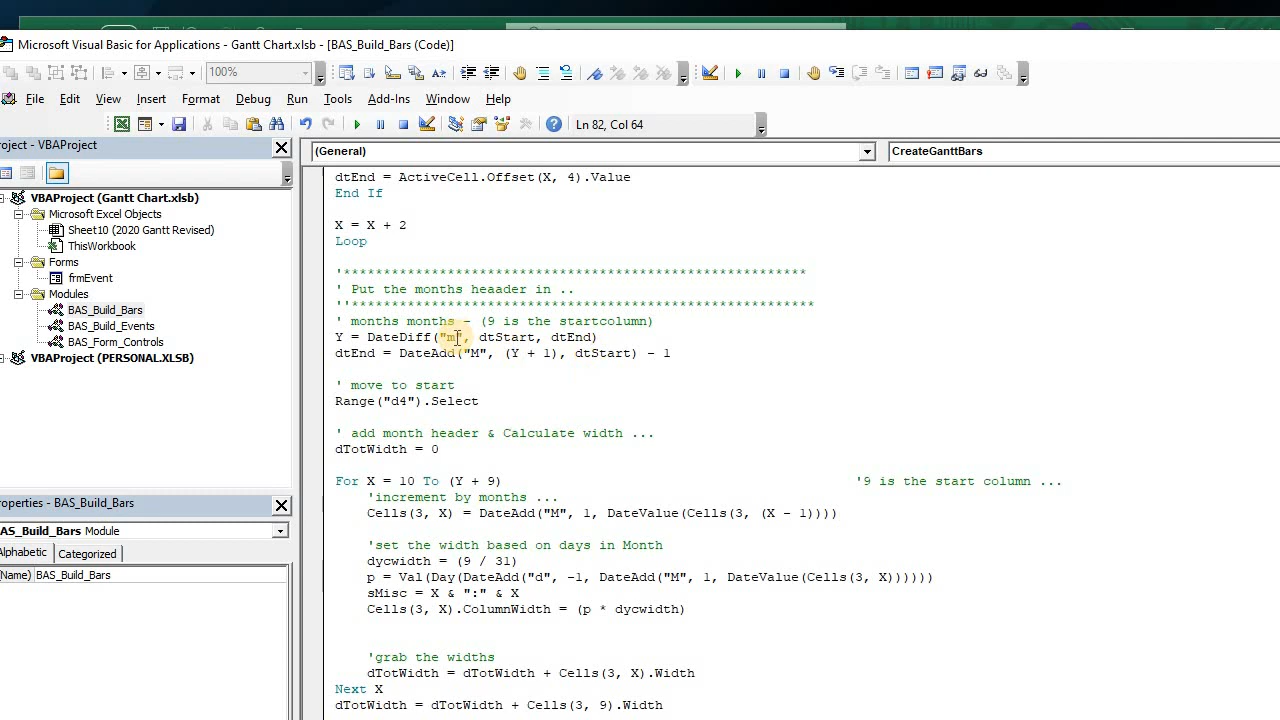 Microsoft Visual Basic for Applications - Gantt Chart.xlsb - [BAS_Build_Bars (Code)]
100%
File Edit View Insert Format Debug Run Tools Add-Ins Window Help
Ln 82, Col 64
roject - VBAProject
VBAProject (Gantt Chart.xlsb)
Microsoft Excel Objects
Sheet10 (2020 Gantt Revised)
ThisWorkbook
Forms
frmEvent
Modules
BAS_Build_Bars
BAS_Build_Events
BAS_Form_Controls
VBAProject (PERSONAL.XLSB)
roperties - BAS_Build_Bars
AS_Build_Bars Module
lphabetic Categorized
Name) BAS_Build_Bars
(General) CreateGanttBars
dtEnd = ActiveCell.Offset(X, 4).Value
End If
X = X + 2
Loop
'**********************************************************
' Put the months heaader in ..
''**********************************************************
' months months - (9 is the startcolumn)
Y = DateDiff("m", dtStart, dtEnd)
dtEnd = DateAdd("M", (Y + 1), dtStart) - 1
' move to start
Range("d4").Select
' add month header & Calculate width ...
dTotWidth = 0
For X = 10 To (Y + 9) '9 is the start column ...
'increment by months ...
Cells(3, X) = DateAdd("M", 1, DateValue(Cells(3, (X - 1))))
'set the width based on days in Month
dycwidth = (9 / 31)
p = Val(Day(DateAdd("d", -1, DateAdd("M", 1, DateValue(Cells(3, X))))))
sMisc = X & ":" & X
Cells(3, X).ColumnWidth = (p * dycwidth)
'grab the widths
dTotWidth = dTotWidth + Cells(3, X).Width
Next X
dTotWidth = dTotWidth + Cells(3, 9).Width